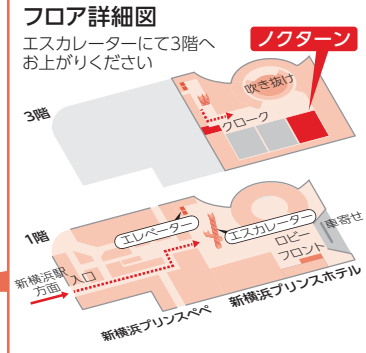 フロア詳細図
エスカレーターにて3階へ
お上がりください
ノクターン
吹き抜け
3階
クローク
1階
エレベーター
エスカレーター
車寄せ
ロビー
フロント
新横浜駅
方面
入口
新横浜プリンスペペ
新横浜プリンスホテル